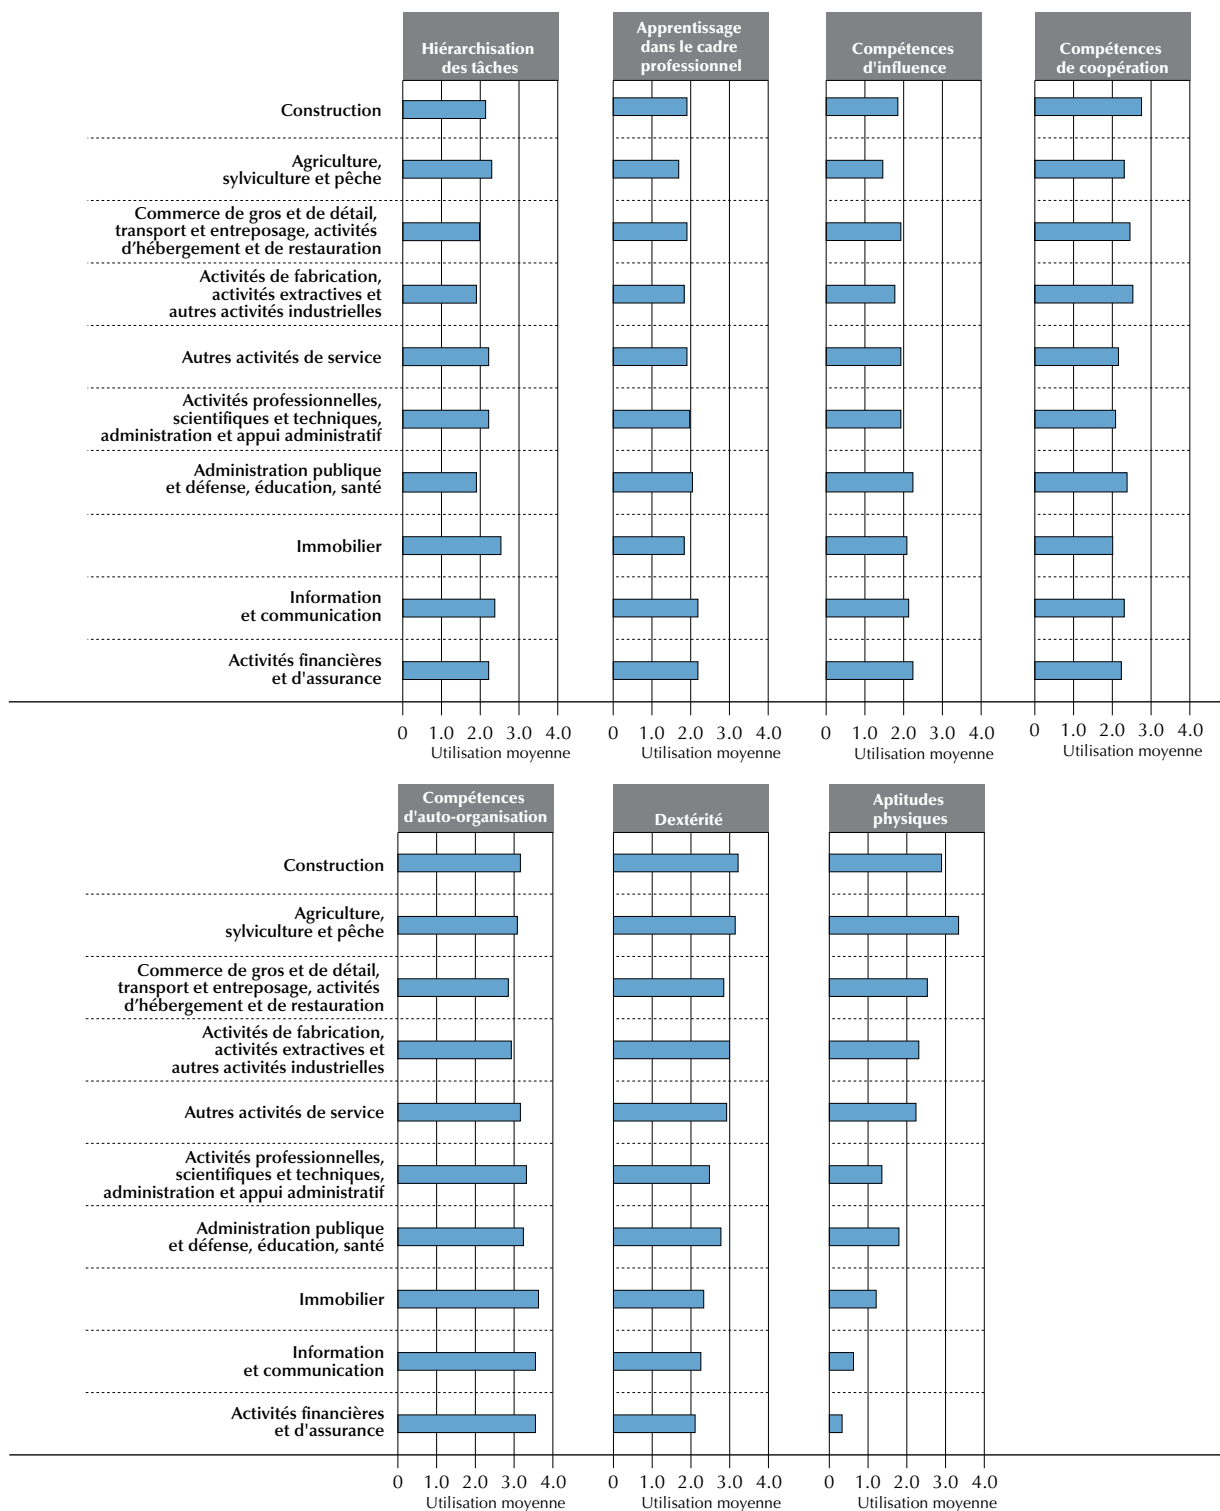 Hiérarchisation
des tâches
Apprentissage
dans le cadre
professionnel
Compétences
d'influence
Compétences
de coopération
Construction
Agriculture,
sylviculture et pêche
Commerce de gros et de détail,
transport et entreposage, activités
d’hébergement et de restauration
Activités de fabrication,
activités extractives et
autres activités industrielles
Autres activités de service
Activités professionnelles,
scientifiques et techniques,
administration et appui administratif
Administration publique
et défense, éducation, santé
Immobilier
Information
et communication
Activités financières
et d'assurance
0 1.0 2.0 3.0 4.0
Utilisation moyenne
0 1.0 2.0 3.0 4.0
Utilisation moyenne
0 1.0 2.0 3.0 4.0
Utilisation moyenne
0 1.0 2.0 3.0 4.0
Utilisation moyenne
Compétences
d'auto-organisation
Dextérité
Aptitudes
physiques
Construction
Agriculture,
sylviculture et pêche
Commerce de gros et de détail,
transport et entreposage, activités
d’hébergement et de restauration
Activités de fabrication,
activités extractives et
autres activités industrielles
Autres activités de service
Activités professionnelles,
scientifiques et techniques,
administration et appui administratif
Administration publique
et défense, éducation, santé
Immobilier
Information
et communication
Activités financières
et d'assurance
0 1.0 2.0 3.0 4.0
Utilisation moyenne
0 1.0 2.0 3.0 4.0
Utilisation moyenne
0 1.0 2.0 3.0 4.0
Utilisation moyenne